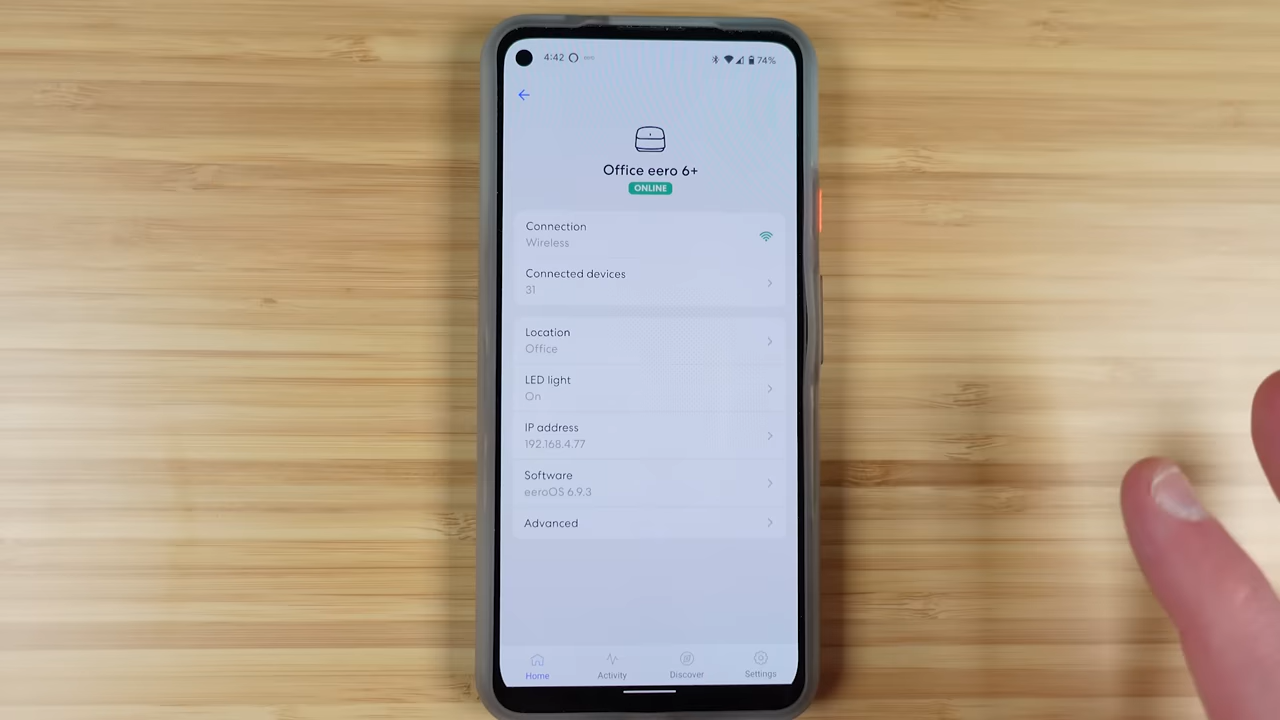 4:42
74%
Office eero 6+
ONLINE
Connection
Wireless
Connected devices
31
Location
Office
LED light
On
IP address
192.168.4.77
Software
eeroOS 6.9.3
Advanced
Home Activity Discover Settings